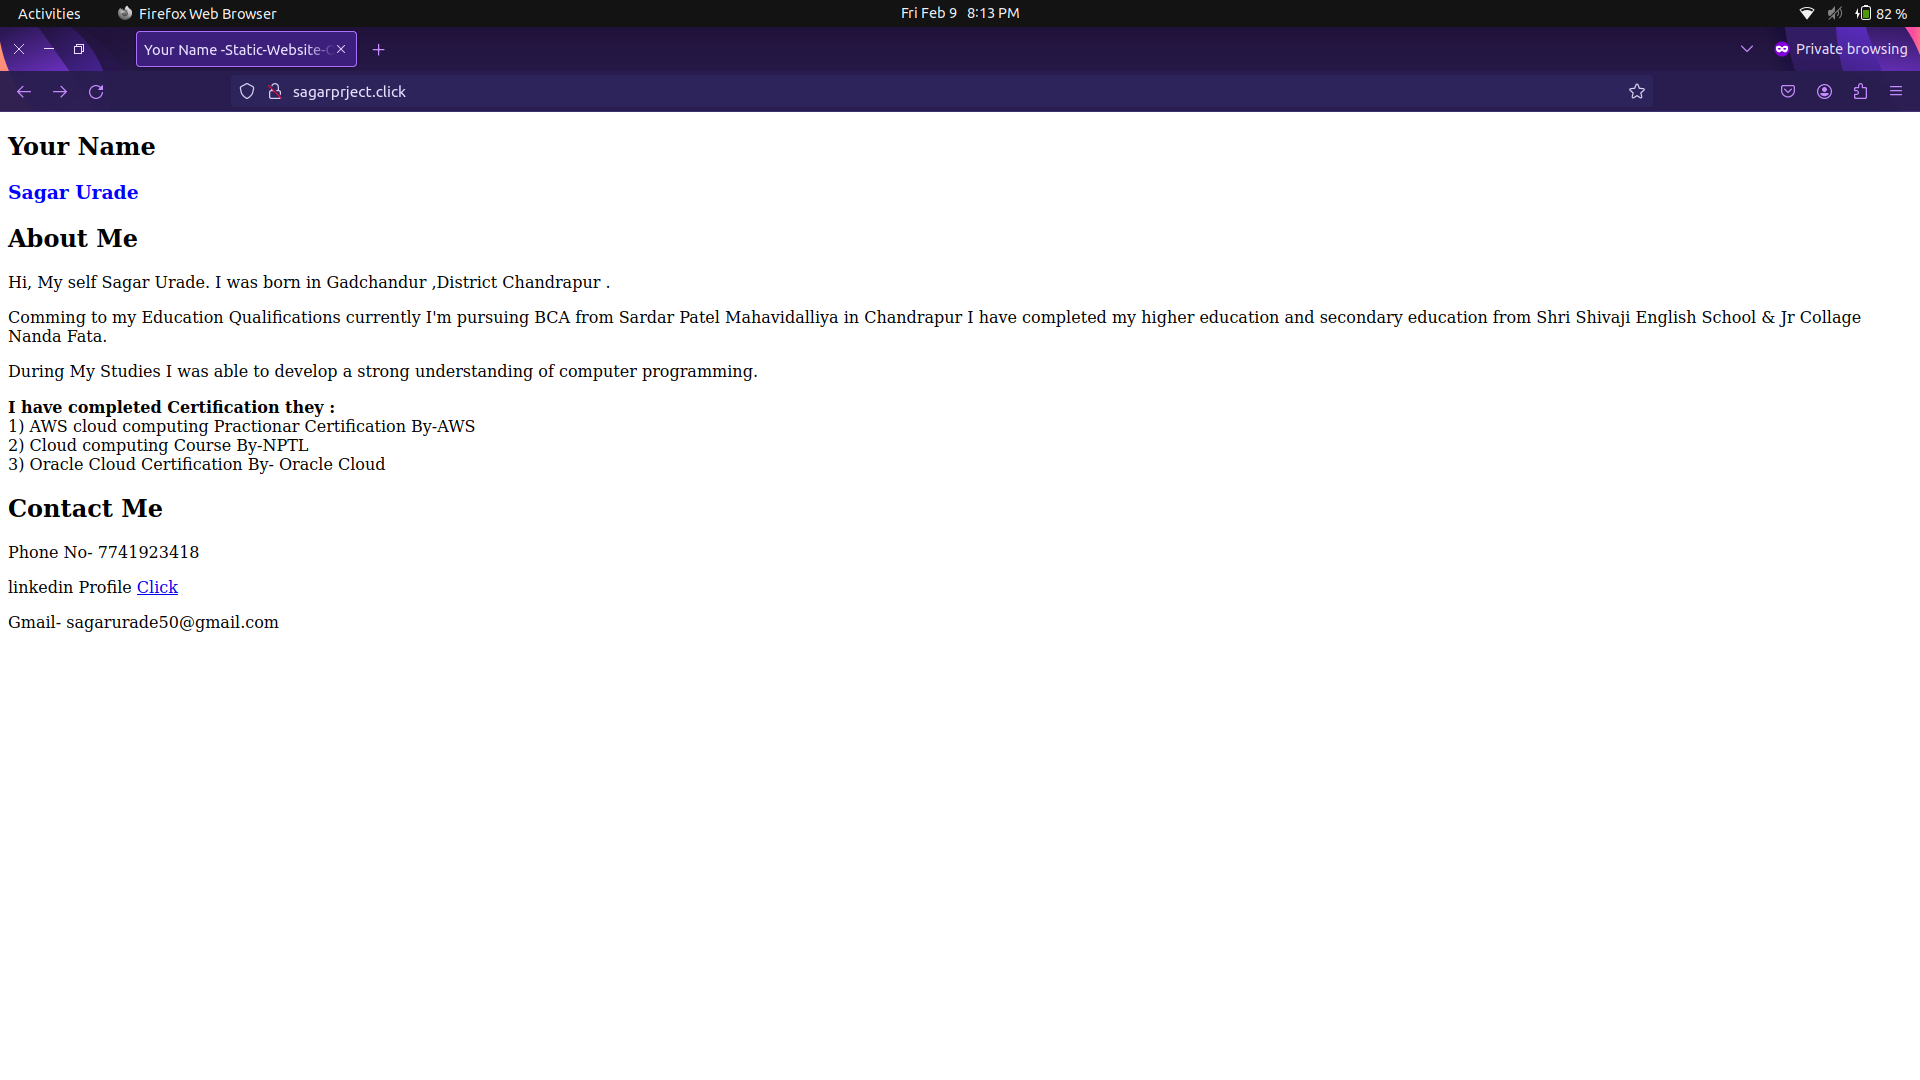 Activities Firefox Web Browser Fri Feb 9 8:13 PM 82 %
Your Name -Static-Website- Private browsing
sagarprject.click
Your Name
Sagar Urade
About Me
Hi, My self Sagar Urade. I was born in Gadchandur ,District Chandrapur .
Comming to my Education Qualifications currently I'm pursuing BCA from Sardar Patel Mahavidalliya in Chandrapur I have completed my higher education and secondary education from Shri Shivaji English School & Jr Collage
Nanda Fata.
During My Studies I was able to develop a strong understanding of computer programming.
I have completed Certification they :
1) AWS cloud computing Practionar Certification By-AWS
2) Cloud computing Course By-NPTL
3) Oracle Cloud Certification By- Oracle Cloud
Contact Me
Phone No- 7741923418
linkedin Profile Click
Gmail- sagarurade50@gmail.com